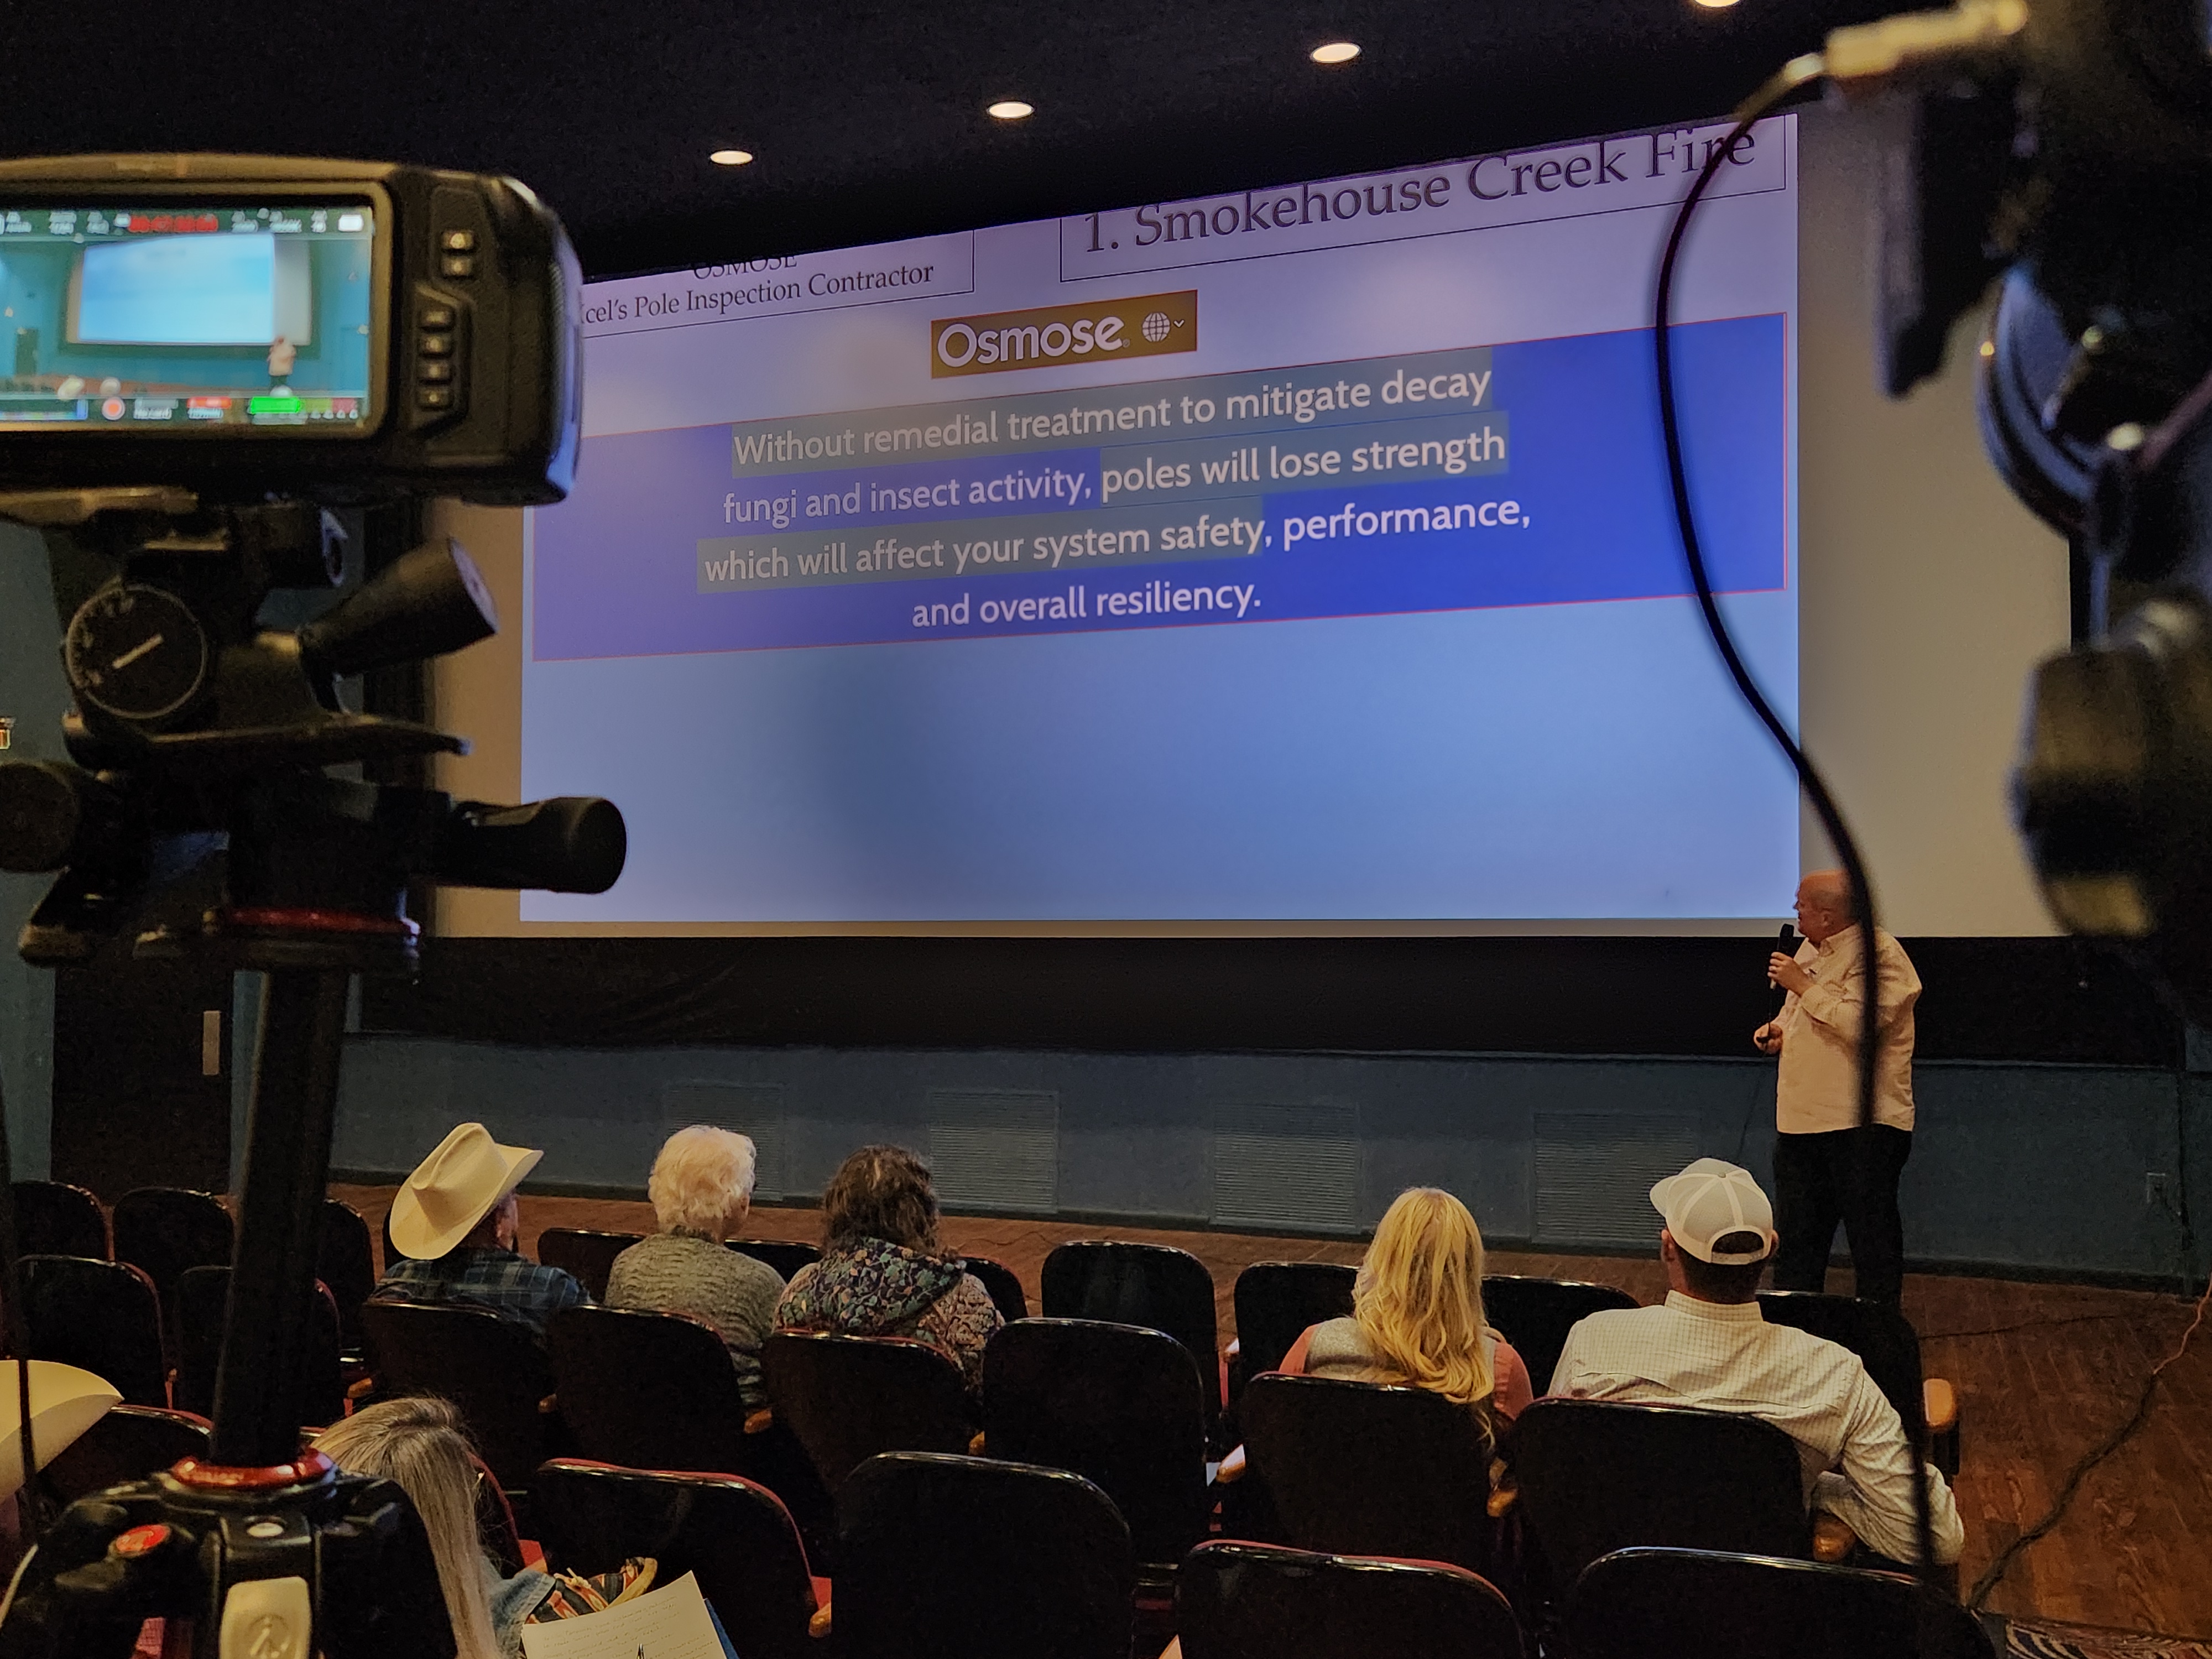 1. Smokehouse Creek Fire
OSMOSE
cel's Pole Inspection Contractor
Osmose
Without remedial treatment to mitigate decay
fungi and insect activity, poles will lose strength
which will affect your system safety, performance,
and overall resiliency.